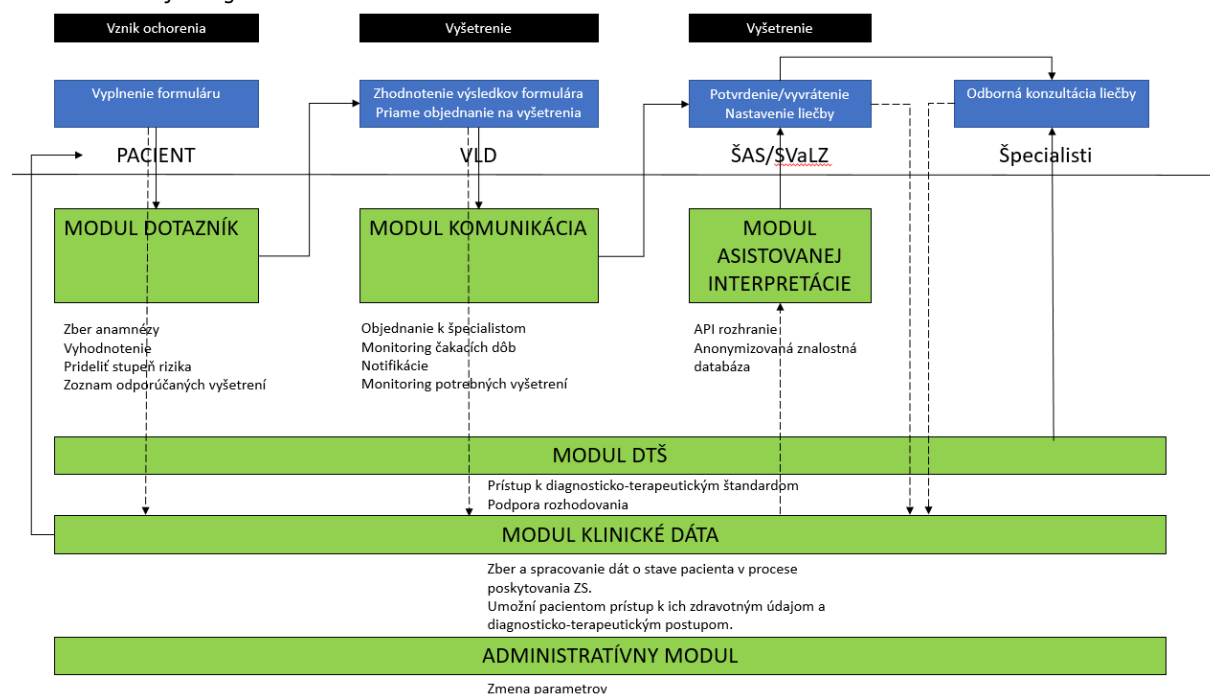 Vznik ochorenia
Vyšetrenie
Vyšetrenie
Vyplnenie formuláru
Zhodnotenie výsledkov formulára
Priame objednanie na vyšetrenia
Potvrdenie/vyvrátenie
Nastavenie liečby
Odborná konzultácia liečby
PACIENT
VLD
ŠAS/SVaLZ
Špecialisti
MODUL DOTAZNÍK
MODUL KOMUNIKÁCIA
MODUL
ASISTOVANEJ
INTERPRETÁCIE
Zber anamnézy
Vyhodnotenie
Prideliť stupeň rizika
Zoznam odporúčaných vyšetrení
Objednanie k špecialistom
Monitoring čakacích dôb
Notifikácie
Monitoring potrebných vyšetrení
API rozhranie
Anonymizovaná znalostná
databáza
MODUL DTŠ
Prístup k diagnosticko-terapeutickým štandardom
Podpora rozhodovania
MODUL KLINICKÉ DÁTA
Zber a spracovanie dát o stave pacienta v procese
poskytovania ZS.
Umožní pacientom prístup k ich zdravotným údajom a
diagnosticko-terapeutickým postupom.
ADMINISTRATÍVNY MODUL
Zmena parametrov